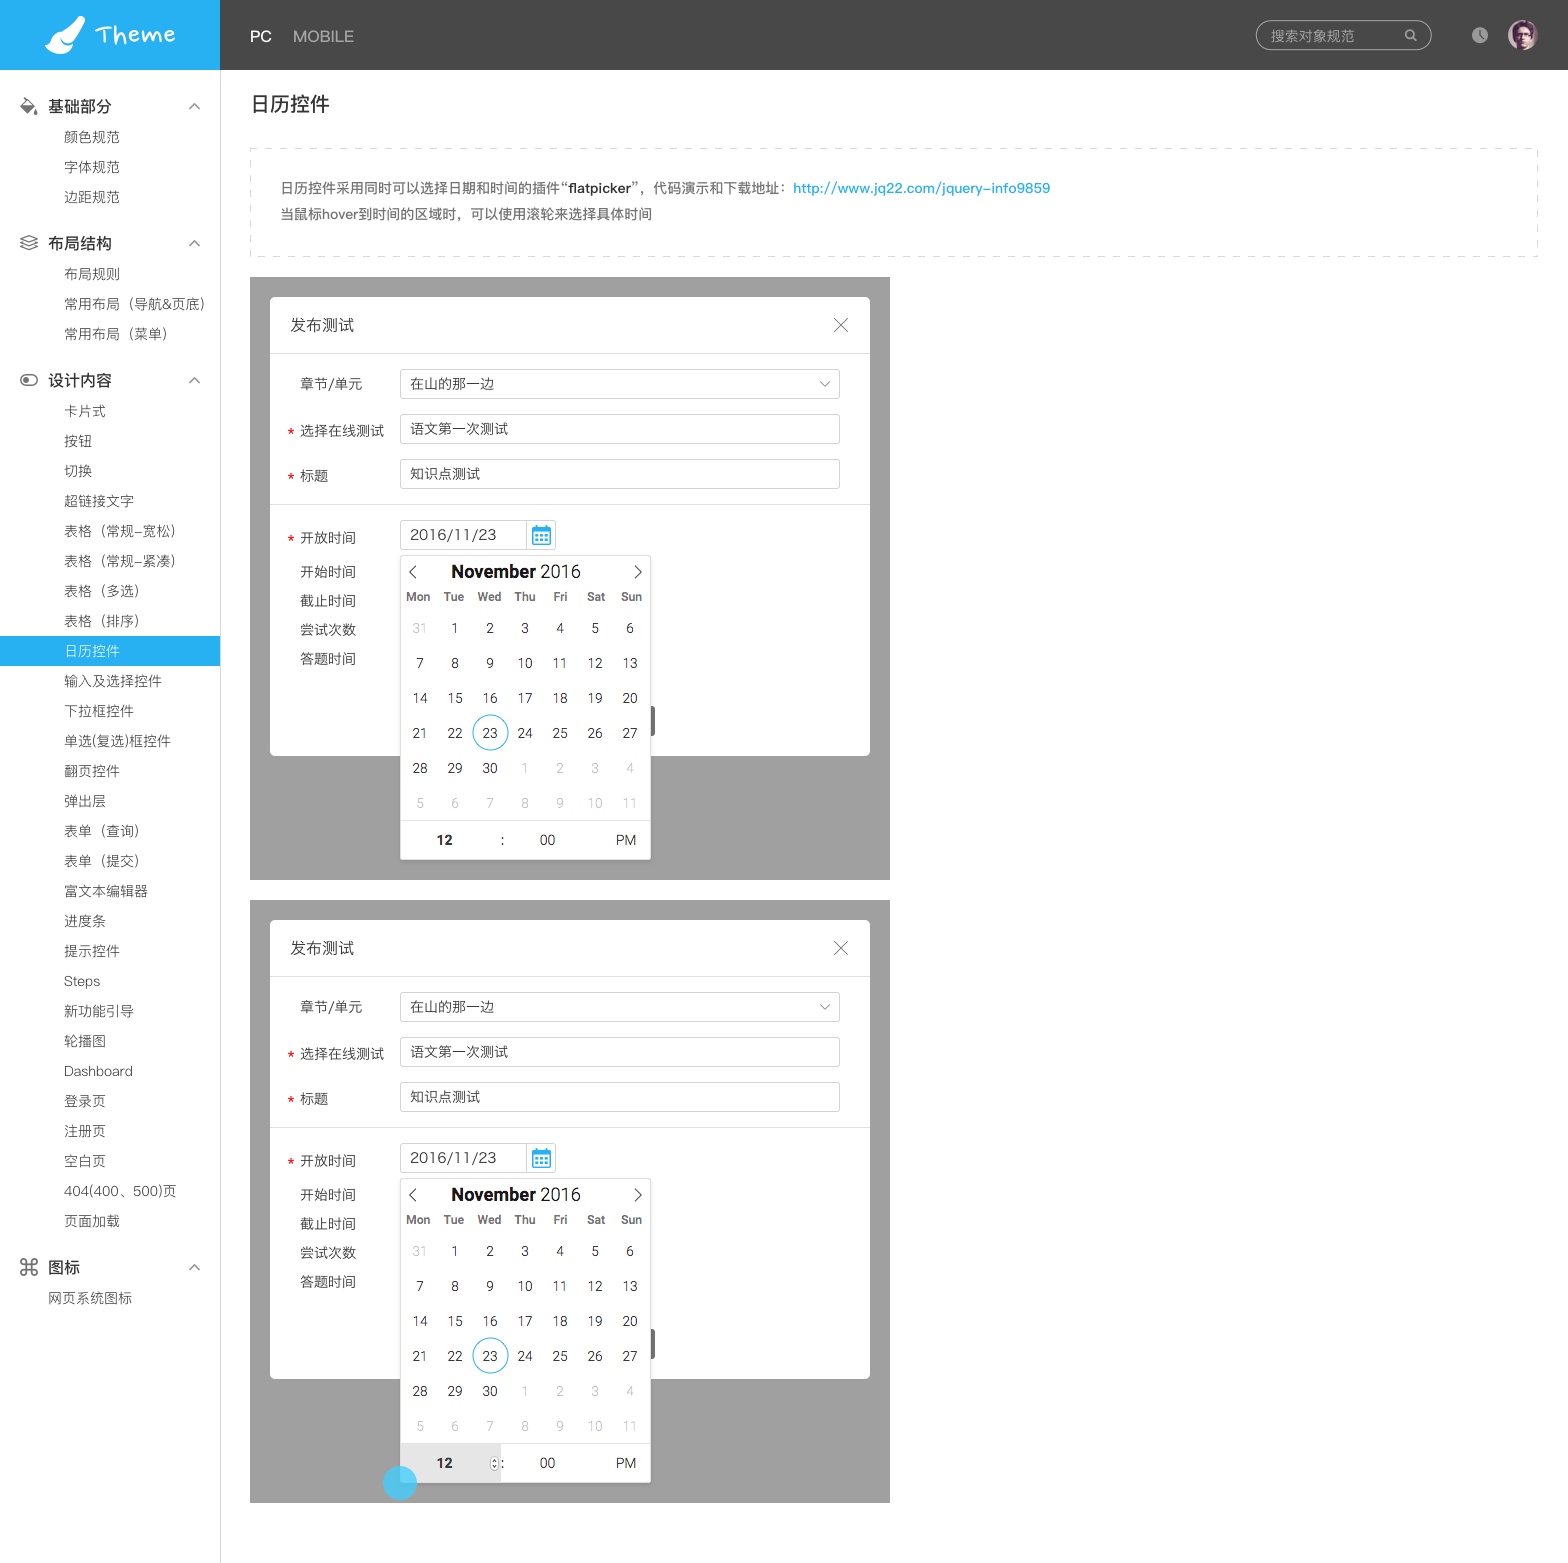 Theme
PC MOBILE
搜索对象规范
基础部分
颜色规范
字体规范
边距规范
布局结构
布局规则
常用布局（导航&页底）
常用布局（菜单）
设计内容
卡片式
按钮
切换
超链接文字
表格（常规-宽松）
表格（常规-紧凑）
表格（多选）
表格（排序）
日历控件
输入及选择控件
下拉框控件
单选(复选)框控件
翻页控件
弹出层
表单（查询）
表单（提交）
富文本编辑器
进度条
提示控件
Steps
新功能引导
轮播图
Dashboard
登录页
注册页
空白页
404(400、500)页
页面加载
图标
网页系统图标
日历控件
日历控件采用同时可以选择日期和时间的插件“flatpicker”，代码演示和下载地址：http://www.jq22.com/jquery-info9859
当鼠标hover到时间的区域时，可以使用滚轮来选择具体时间
发布测试
章节/单元 在山的那一边
* 选择在线测试 语文第一次测试
* 标题 知识点测试
* 开放时间 2016/11/23
开始时间
截止时间
尝试次数
答题时间
November 2016
Mon Tue Wed Thu Fri Sat Sun
31 1 2 3 4 5 6
7 8 9 10 11 12 13
14 15 16 17 18 19 20
21 22 23 24 25 26 27
28 29 30 1 2 3 4
5 6 7 8 9 10 11
12 : 00 PM
发布测试
章节/单元 在山的那一边
* 选择在线测试 语文第一次测试
* 标题 知识点测试
* 开放时间 2016/11/23
开始时间
截止时间
尝试次数
答题时间
November 2016
Mon Tue Wed Thu Fri Sat Sun
31 1 2 3 4 5 6
7 8 9 10 11 12 13
14 15 16 17 18 19 20
21 22 23 24 25 26 27
28 29 30 1 2 3 4
5 6 7 8 9 10 11
12 : 00 PM